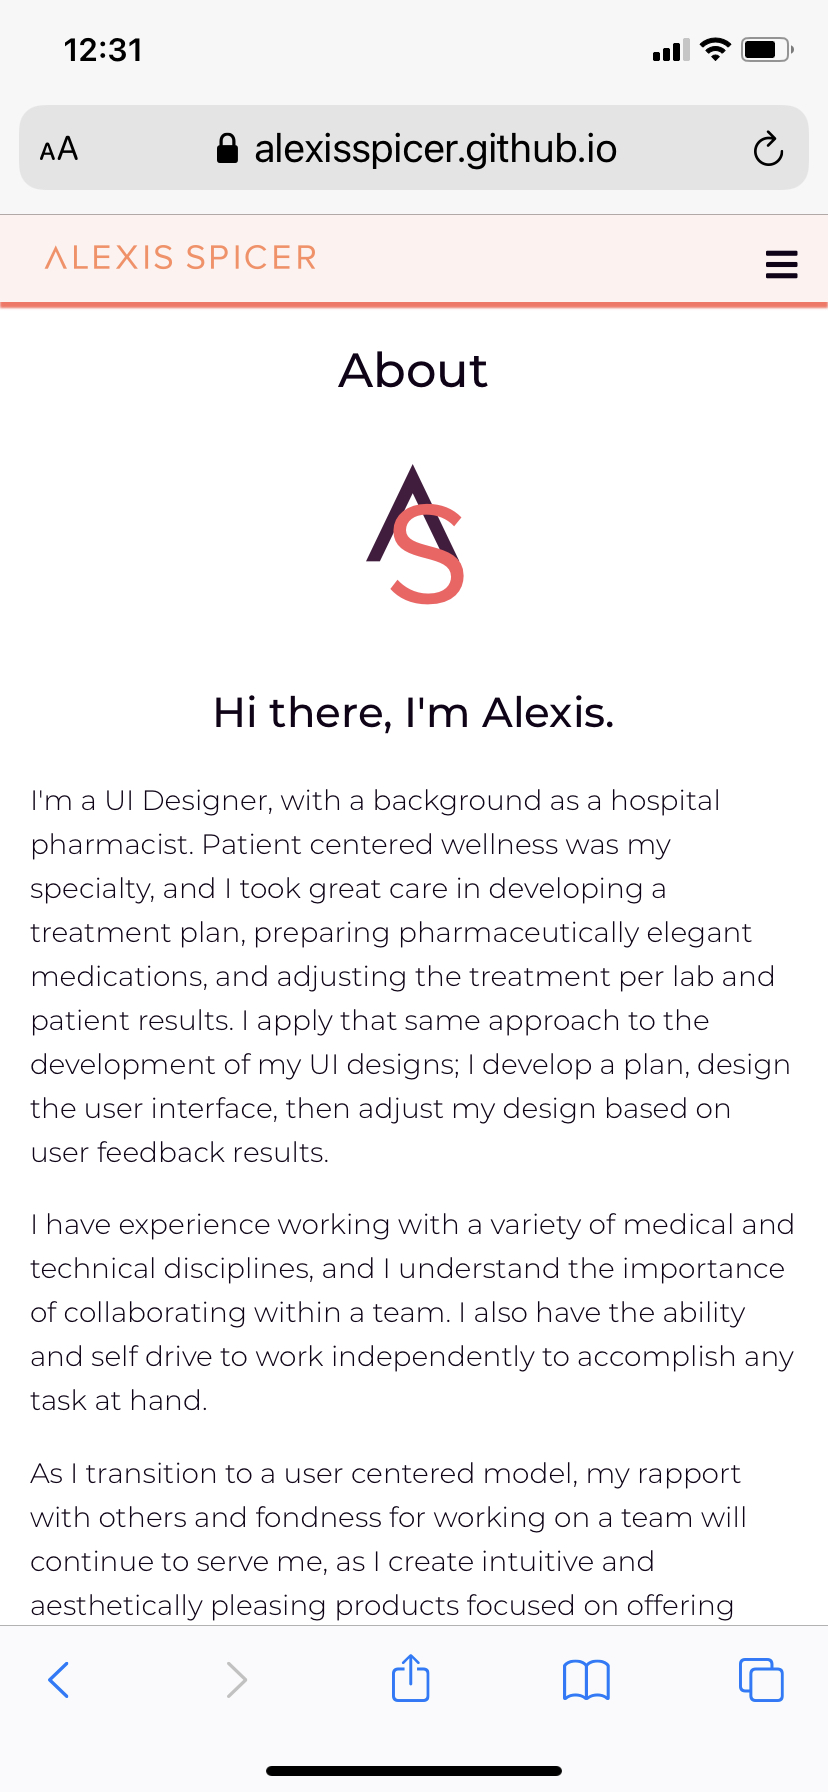 12:31
AA alexisspicer.github.io
ALEXIS SPICER
About
AS
Hi there, I'm Alexis.
I'm a UI Designer, with a background as a hospital
pharmacist. Patient centered wellness was my
specialty, and I took great care in developing a
treatment plan, preparing pharmaceutically elegant
medications, and adjusting the treatment per lab and
patient results. I apply that same approach to the
development of my UI designs; I develop a plan, design
the user interface, then adjust my design based on
user feedback results.
I have experience working with a variety of medical and
technical disciplines, and I understand the importance
of collaborating within a team. I also have the ability
and self drive to work independently to accomplish any
task at hand.
As I transition to a user centered model, my rapport
with others and fondness for working on a team will
continue to serve me, as I create intuitive and
aesthetically pleasing products focused on offering